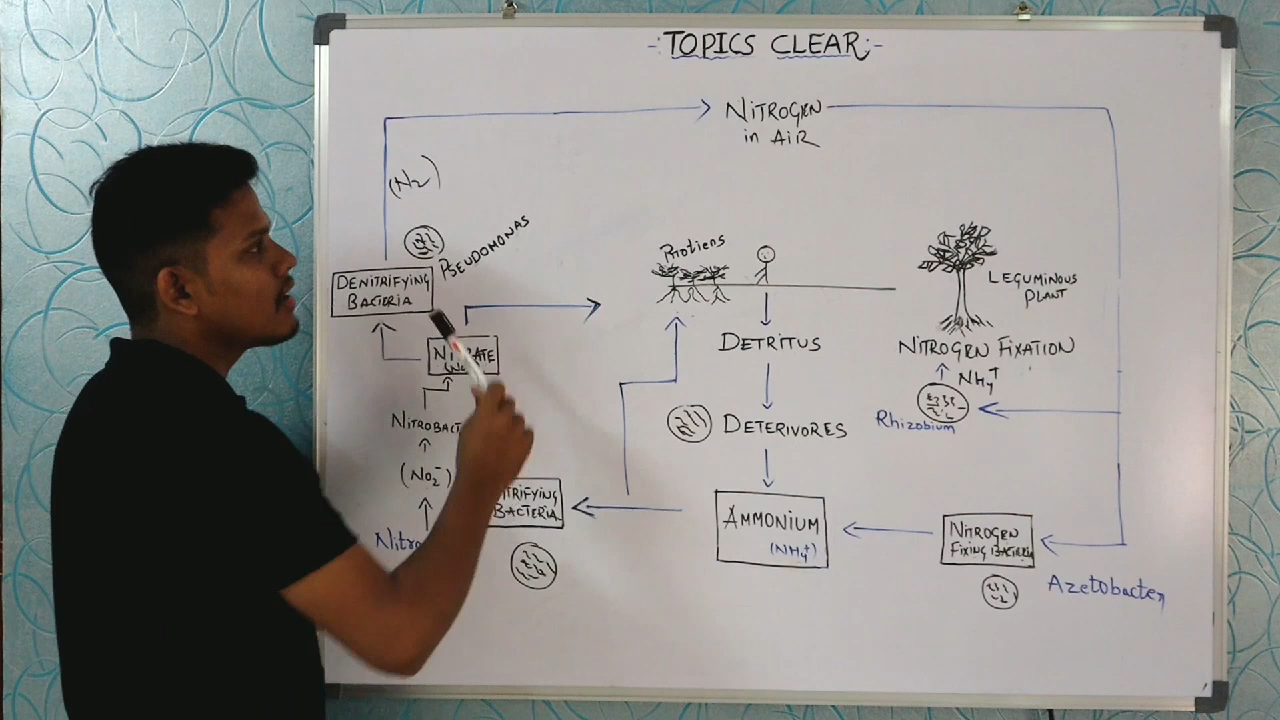 -: TOPICS CLEAR :-
NITROGEN
in AIR
(N2)
PSEUDOMONAS
DENITRIFYING
BACTERIA
Protiens
LEGUMINOUS
PLANT
DETRITUS
NITROGEN FIXATION
NH4+
Rhizobium
DETERIVORES
(NO2-)
BACTERIA
AMMONIUM
(NH4+)
NITROGEN
FIXING BACTERIA
Azetobacter